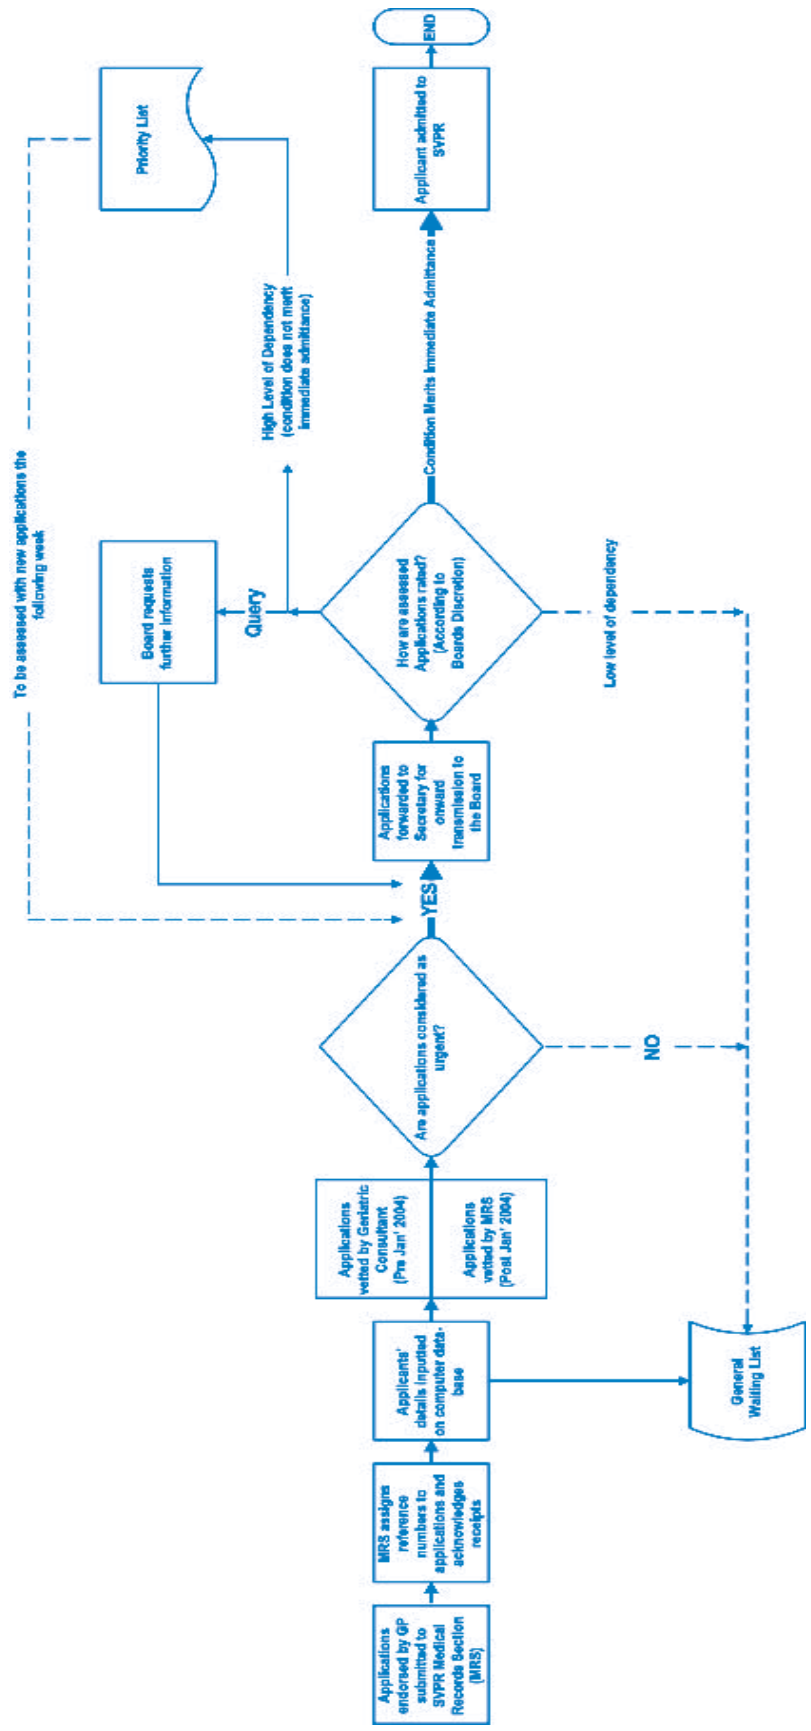 Applications
endorsed by GP
submitted to
SVPR Medical
Records Section
(MRS)
MRS assigns
reference
numbers to
applications and
acknowledges
receipts
Applicants'
details inputted
on computer data-
base
General
Waiting List
Applications
vetted by Geriatric
Consultant
(Pre Jan' 2004)
Applications
vetted by MRS
(Post Jan' 2004)
Are applications considered as
urgent?
NO
YES
Applications
forwarded to
Secretary for
onward
transmission to
the Board
How are assessed
Applications rated?
(According to
Boards Discretion)
Low level of dependency
Query
Board requests
further information
High Level of Dependency
(condition does not merit
immediate admittance)
Priority List
To be assessed with new applications the
following week
Condition Merits Immediate Admittance
Applicant admitted to
SVPR
END